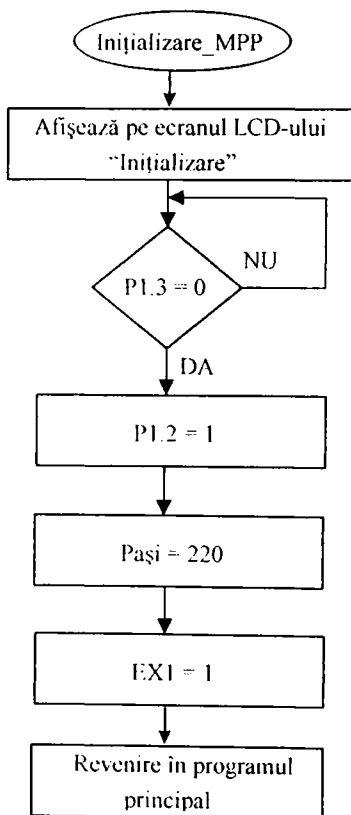 Inițializare_MPP
Afișează pe ecranul LCD-ului
“Inițializare”
P1.3 = 0
NU
DA
P1.2 = 1
Pași = 220
EX1 = 1
Revenire în programul
principal